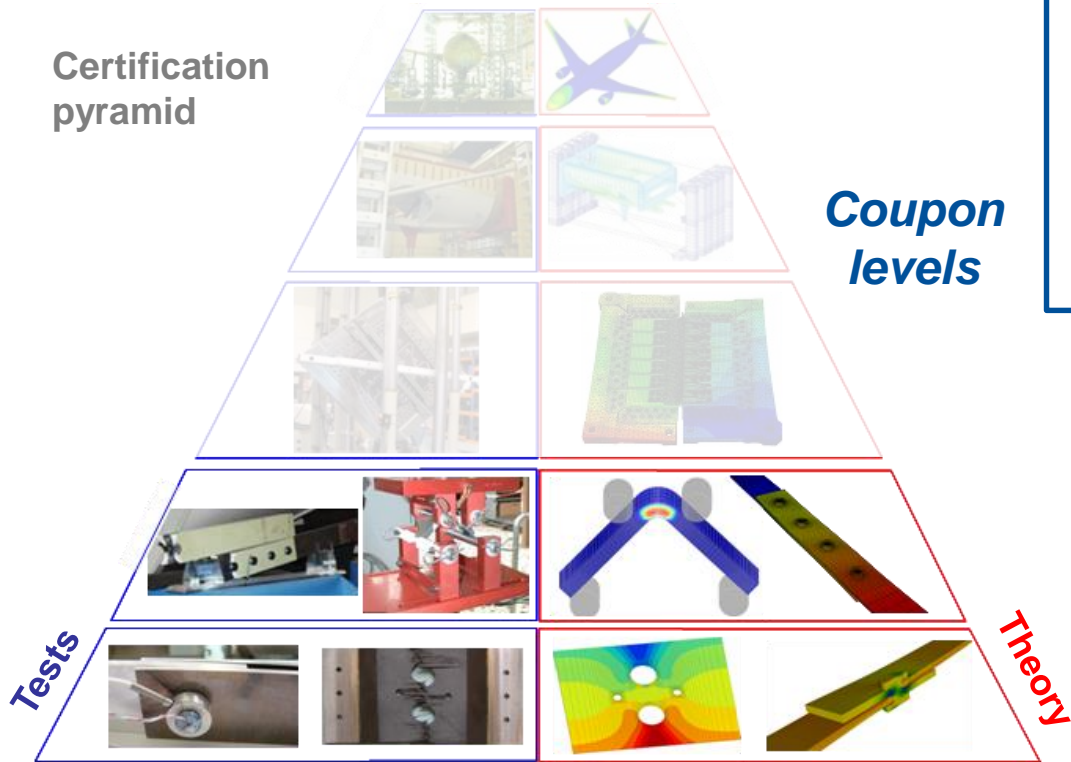 Certification
pyramid
Coupon
levels
Tests
Theory